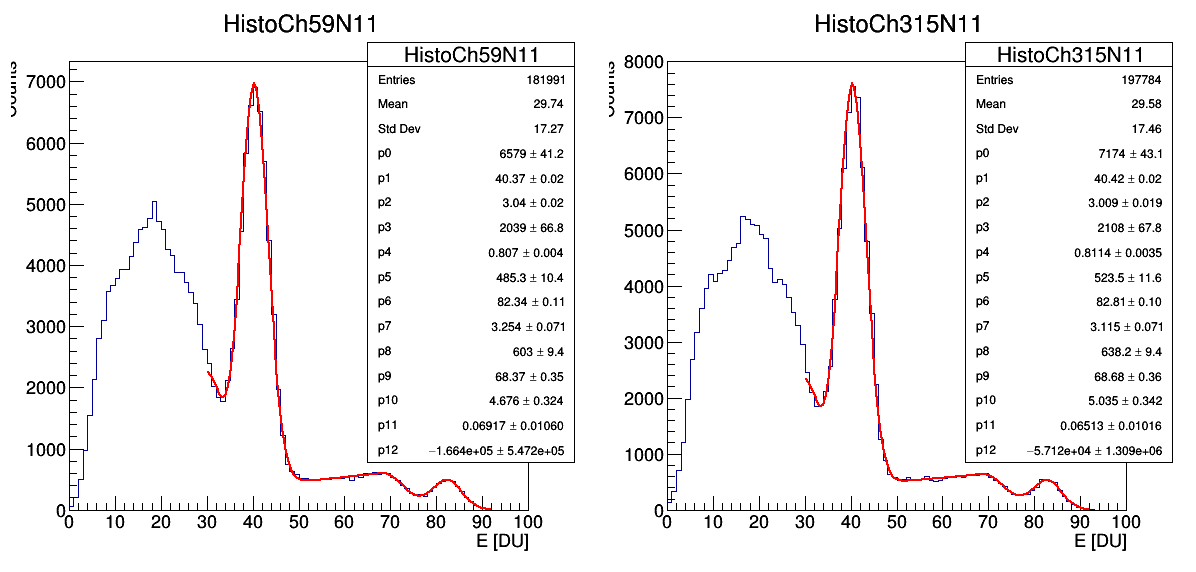 HistoCh59N11
HistoCh59N11
Entries 181991
Mean 29.74
Std Dev 17.27
p0 6579 ± 41.2
p1 40.37 ± 0.02
p2 3.04 ± 0.02
p3 2039 ± 66.8
p4 0.807 ± 0.004
p5 485.3 ± 10.4
p6 82.34 ± 0.11
p7 3.254 ± 0.071
p8 603 ± 9.4
p9 68.37 ± 0.35
p10 4.676 ± 0.324
p11 0.06917 ± 0.01060
p12 −1.664e+05 ± 5.472e+05
7000
6000
5000
4000
3000
2000
1000
0
0 10 20 30 40 50 60 70 80 90 100
E [DU]
HistoCh315N11
HistoCh315N11
Entries 197784
Mean 29.58
Std Dev 17.46
p0 7174 ± 43.1
p1 40.42 ± 0.02
p2 3.009 ± 0.019
p3 2108 ± 67.8
p4 0.8114 ± 0.0035
p5 523.5 ± 11.6
p6 82.81 ± 0.10
p7 3.115 ± 0.071
p8 638.2 ± 9.4
p9 68.68 ± 0.36
p10 5.035 ± 0.342
p11 0.06513 ± 0.01016
p12 −5.712e+04 ± 1.309e+06
8000
7000
6000
5000
4000
3000
2000
1000
0
0 10 20 30 40 50 60 70 80 90 100
E [DU]